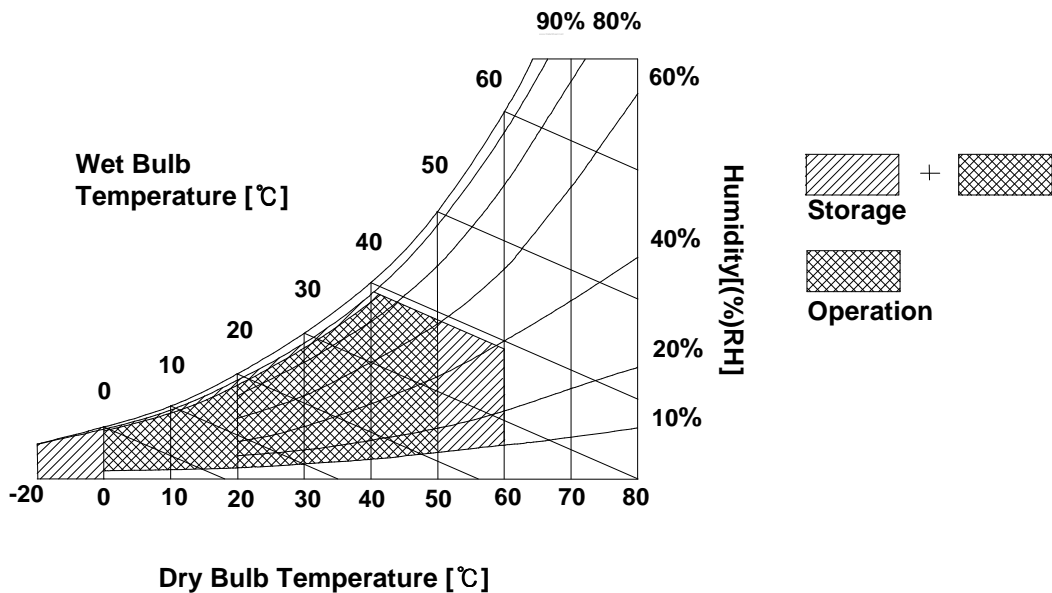 90% 80%
60
60%
50
Wet Bulb
Temperature [℃]
40
40%
30
20
20%
10
10%
0
-20 0 10 20 30 40 50 60 70 80
Dry Bulb Temperature [℃]
Humidity[(%)RH]
+
Storage
Operation